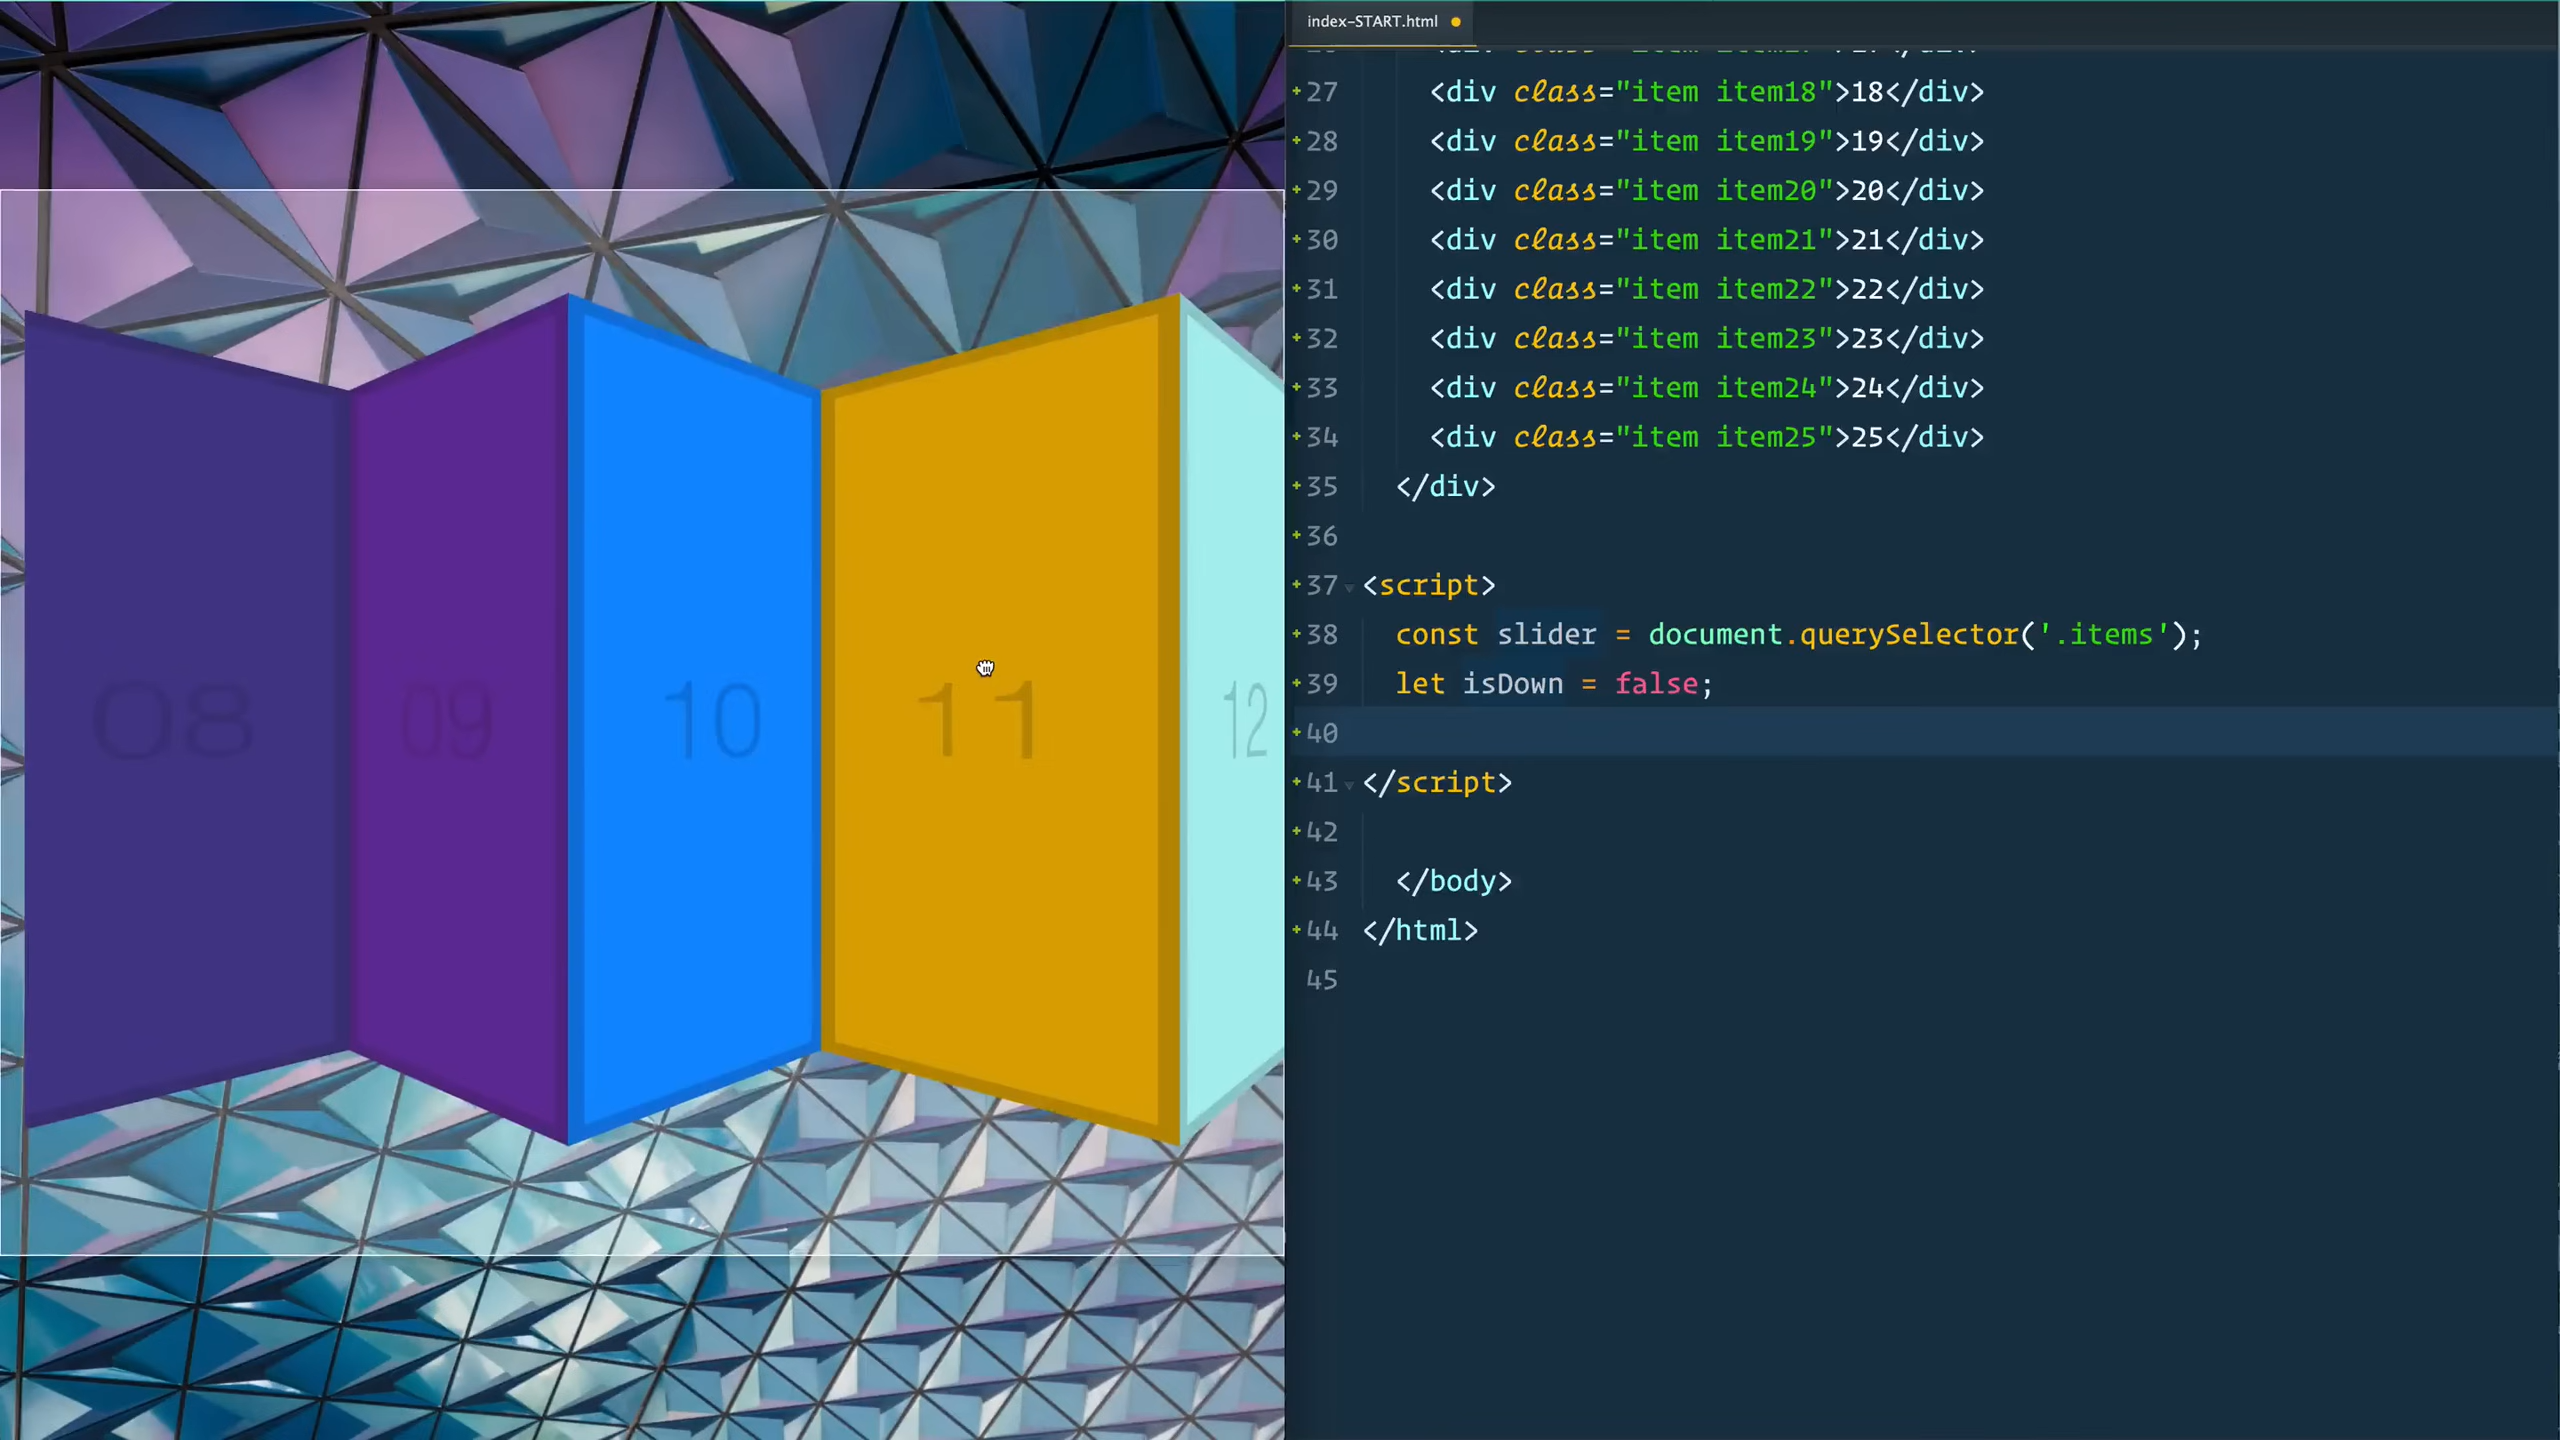 08
09
10
11
12
index-START.html
27 <div class="item item18">18</div>
28 <div class="item item19">19</div>
29 <div class="item item20">20</div>
30 <div class="item item21">21</div>
31 <div class="item item22">22</div>
32 <div class="item item23">23</div>
33 <div class="item item24">24</div>
34 <div class="item item25">25</div>
35 </div>
36
37 <script>
38 const slider = document.querySelector('.items');
39 let isDown = false;
40
41 </script>
42
43 </body>
44 </html>
45